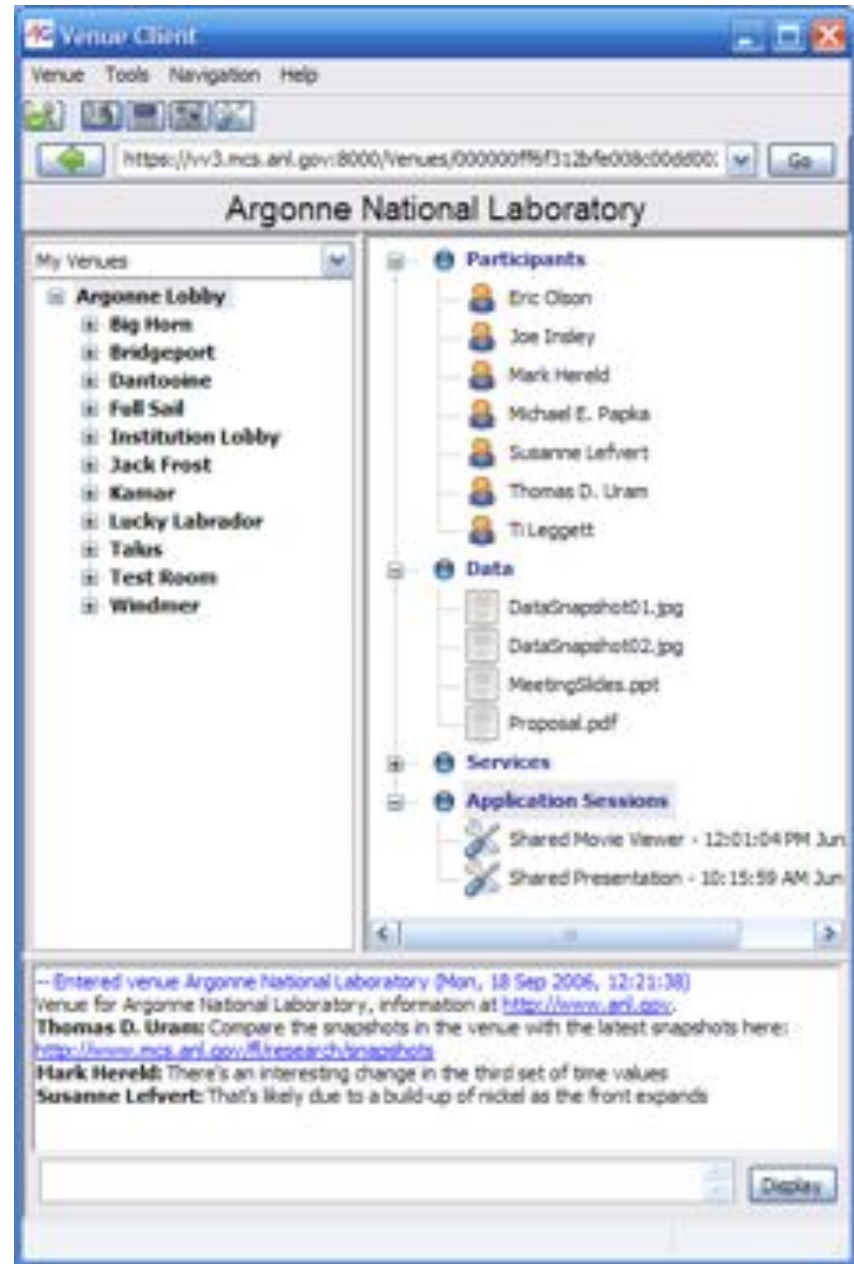 Venue Client
Venue Tools Navigation Help
https://vv3.mcs.anl.gov:8000/Venues/
Go
Argonne National Laboratory
My Venues
Argonne Lobby
Big Horn
Bridgeport
Dantooine
Full Sail
Institution Lobby
Jack Frost
Kamar
Lucky Labrador
Talus
Test Room
Windmer
Participants
Eric Olson
Joe Insley
Mark Hereld
Michael E. Papka
Susanne Lefvert
Thomas D. Uram
Ti Leggett
Data
DataSnapshot01.jpg
DataSnapshot02.jpg
MeetingSlides.ppt
Proposal.pdf
Services
Application Sessions
Shared Movie Viewer - 12:01:04 PM Jun
Shared Presentation - 10:15:59 AM Jun
-- Entered venue Argonne National Laboratory (Mon, 18 Sep 2006, 12:21:38)
Venue for Argonne National Laboratory, information at http://www.anl.gov.
Thomas D. Uram: Compare the snapshots in the venue with the latest snapshots here:
http://www.mcs.anl.gov/fl/research/snapshots
Mark Hereld: There's an interesting change in the third set of time values
Susanne Lefvert: That's likely due to a build-up of nickel as the front expands
Display